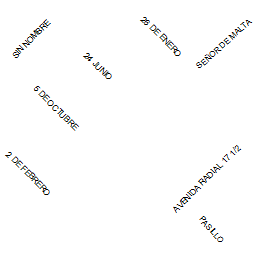 SIN NOMBRE
24 JUNIO
26 DE ENERO
SEÑOR DE MALTA
6 DE OCTUBRE
2 DE FEBRERO
AVENIDA RADIAL 17 1/2
PASILLO